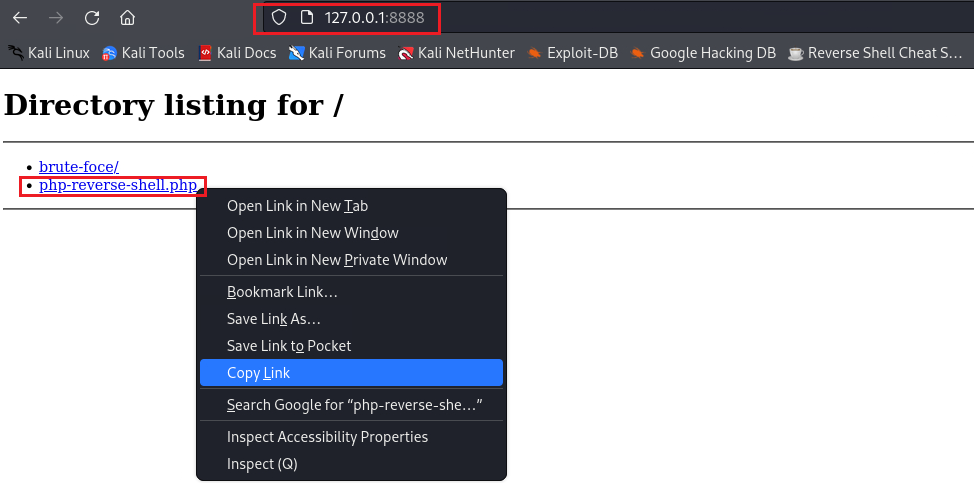 127.0.0.1:8888
Kali Linux Kali Tools Kali Docs Kali Forums Kali NetHunter Exploit-DB Google Hacking DB Reverse Shell Cheat S…
Directory listing for /
• brute-foce/
• php-reverse-shell.php
Open Link in New Tab
Open Link in New Window
Open Link in New Private Window
Bookmark Link…
Save Link As…
Save Link to Pocket
Copy Link
Search Google for “php-reverse-she…”
Inspect Accessibility Properties
Inspect (Q)